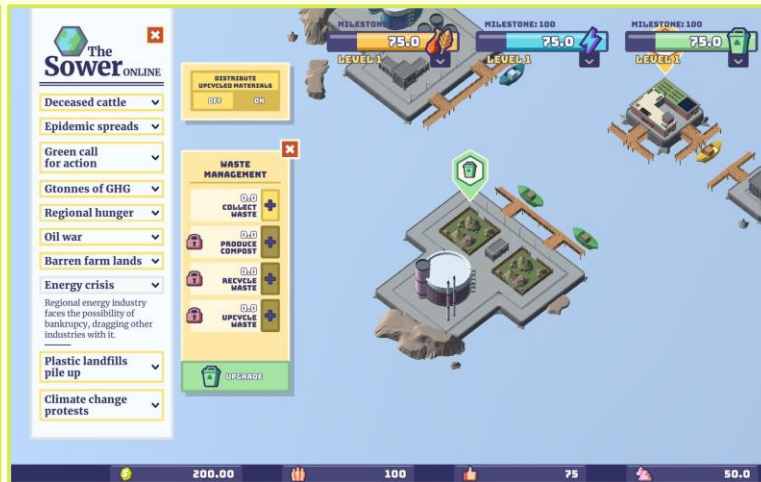 The
Sower ONLINE
Deceased cattle
Epidemic spreads
Green call
for action
Gtonnes of GHG
Regional hunger
Oil war
Barren farm lands
Energy crisis
Regional energy industry
faces the possibility of
bankrupcy, dragging other
industries with it.
Plastic landfills
pile up
Climate change
protests
DISTRIBUTE
UPCYCLED MATERIALS
OFF ON
WASTE
MANAGEMENT
0.0
COLLECT
WASTE
0.0
PRODUCE
COMPOST
0.0
RECYCLE
WASTE
0.0
UPCYCLE
WASTE
UPGRADE
MILESTONE: 100
75.0
LEVEL 1
MILESTONE: 100
75.0
LEVEL 1
MILESTONE: 100
75.0
LEVEL 1
200.00 100 75 50.0